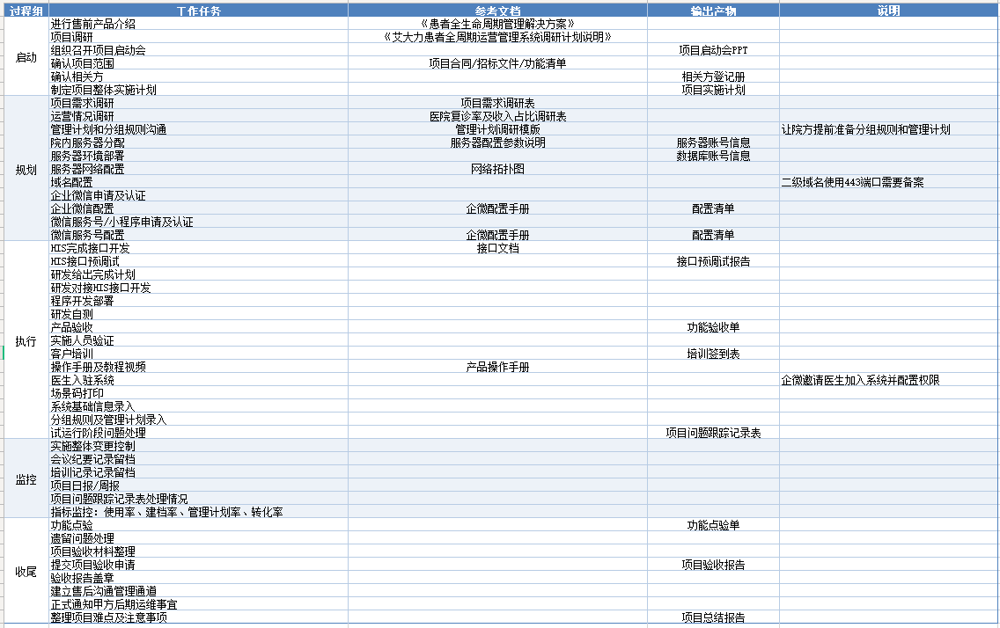 过程组 工作任务 参考文档 输出产物 说明
启动
进行售前产品介绍 《患者全生命周期管理解决方案》
项目调研 《艾大力患者全周期运营管理系统调研计划说明》
组织召开项目启动会 项目启动会PPT
确认项目范围 项目合同/招标文件/功能清单
确认相关方 相关方登记册
制定项目整体实施计划 项目实施计划
规划
项目需求调研 项目需求调研表
运营情况调研 医院复诊率及收入占比调研表
管理计划和分组规则沟通 管理计划调研模版 让院方提前准备分组规则和管理计划
院内服务器分配 服务器配置参数说明 服务器账号信息
服务器环境部署 数据库账号信息
服务器网络配置 网络拓扑图
域名配置 二级域名使用443端口需要备案
企业微信申请及认证
企业微信配置 企微配置手册 配置清单
微信服务号/小程序申请及认证
微信服务号配置 企微配置手册 配置清单
执行
HIS完成接口开发 接口文档
HIS接口预调试 接口预调试报告
研发给出完成计划
研发对接HIS接口开发
程序开发部署
研发自测
产品验收 功能验收单
实施人员验证
客户培训 培训签到表
操作手册及教程视频 产品操作手册
医生入驻系统 企微邀请医生加入系统并配置权限
场景码打印
系统基础信息录入
分组规则及管理计划录入
试运行阶段问题处理 项目问题跟踪记录表
监控
实施整体变更控制
会议纪要记录留档
培训记录记录留档
项目日报/周报
项目问题跟踪记录表处理情况
指标监控：使用率、建档率、管理计划率、转化率
收尾
功能点验 功能点验单
遗留问题处理
项目验收材料整理
提交项目验收申请 项目验收报告
验收报告盖章
建立售后沟通管理通道
正式通知甲方后期运维事宜
整理项目难点及注意事项 项目总结报告